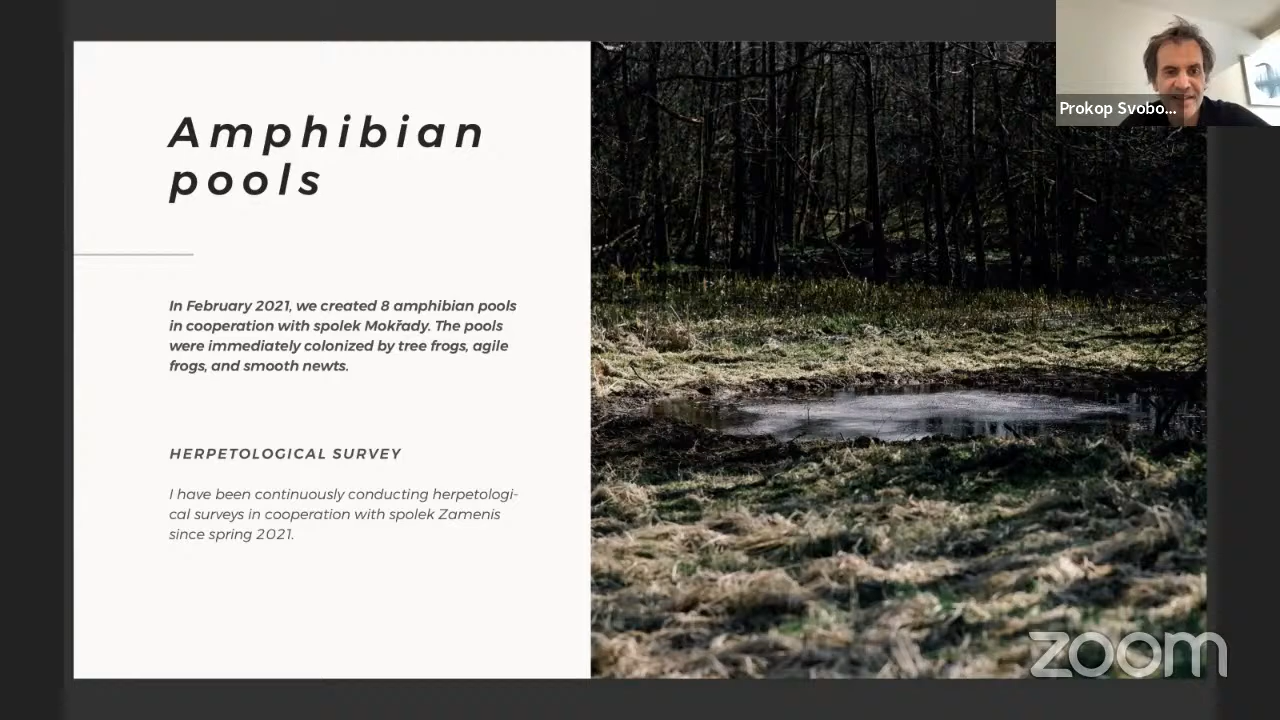 Amphibian
pools
In February 2021, we created 8 amphibian pools
in cooperation with spolek Mokřady. The pools
were immediately colonized by tree frogs, agile
frogs, and smooth newts.
HERPETOLOGICAL SURVEY
I have been continuously conducting herpetologi-
cal surveys in cooperation with spolek Zamenis
since spring 2021.
Prokop Svobo...
zoom